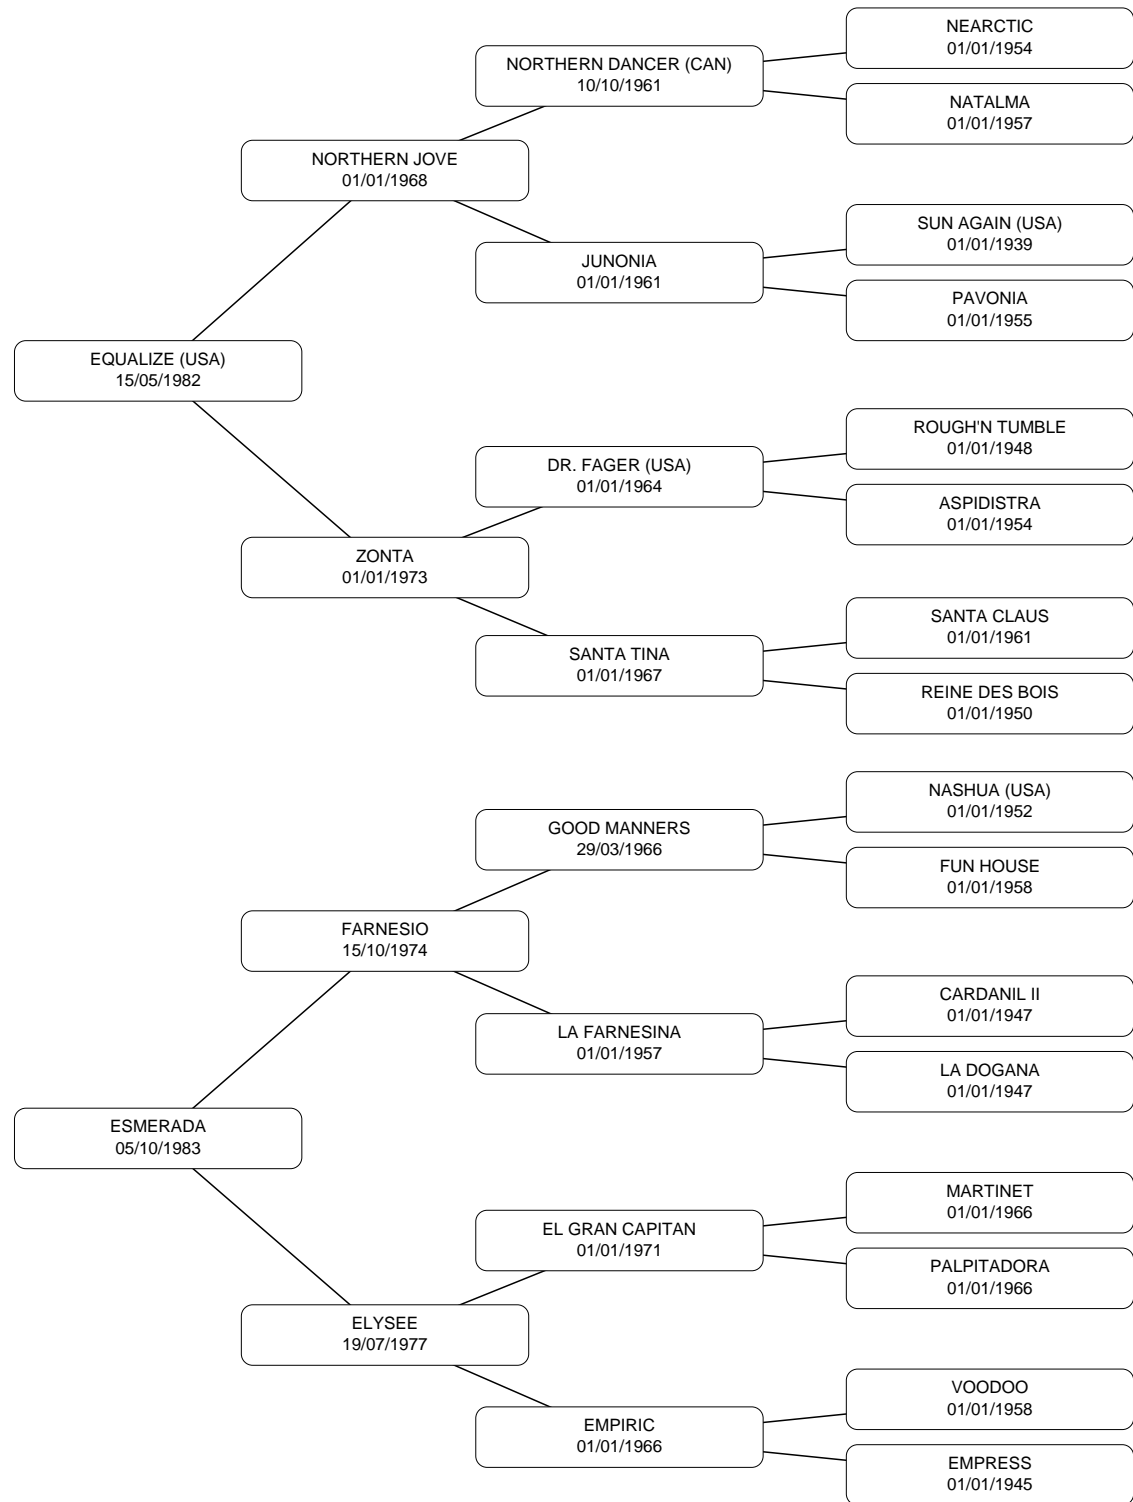 NEARCTIC
01/01/1954
NORTHERN DANCER (CAN)
10/10/1961
NATALMA
01/01/1957
NORTHERN JOVE
01/01/1968
SUN AGAIN (USA)
01/01/1939
JUNONIA
01/01/1961
PAVONIA
01/01/1955
EQUALIZE (USA)
15/05/1982
ROUGH'N TUMBLE
01/01/1948
DR. FAGER (USA)
01/01/1964
ASPIDISTRA
01/01/1954
ZONTA
01/01/1973
SANTA CLAUS
01/01/1961
SANTA TINA
01/01/1967
REINE DES BOIS
01/01/1950
NASHUA (USA)
01/01/1952
GOOD MANNERS
29/03/1966
FUN HOUSE
01/01/1958
FARNESIO
15/10/1974
CARDANIL II
01/01/1947
LA FARNESINA
01/01/1957
LA DOGANA
01/01/1947
ESMERADA
05/10/1983
MARTINET
01/01/1966
EL GRAN CAPITAN
01/01/1971
PALPITADORA
01/01/1966
ELYSEE
19/07/1977
VOODOO
01/01/1958
EMPIRIC
01/01/1966
EMPRESS
01/01/1945